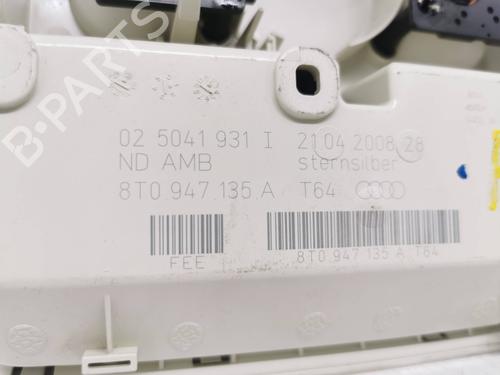 B-PARTS
02 5041 931 I 21.04.2008 28
ND AMB sternsilber
8T0 947 135 A T64
FEE
8T0 947 135 A T64